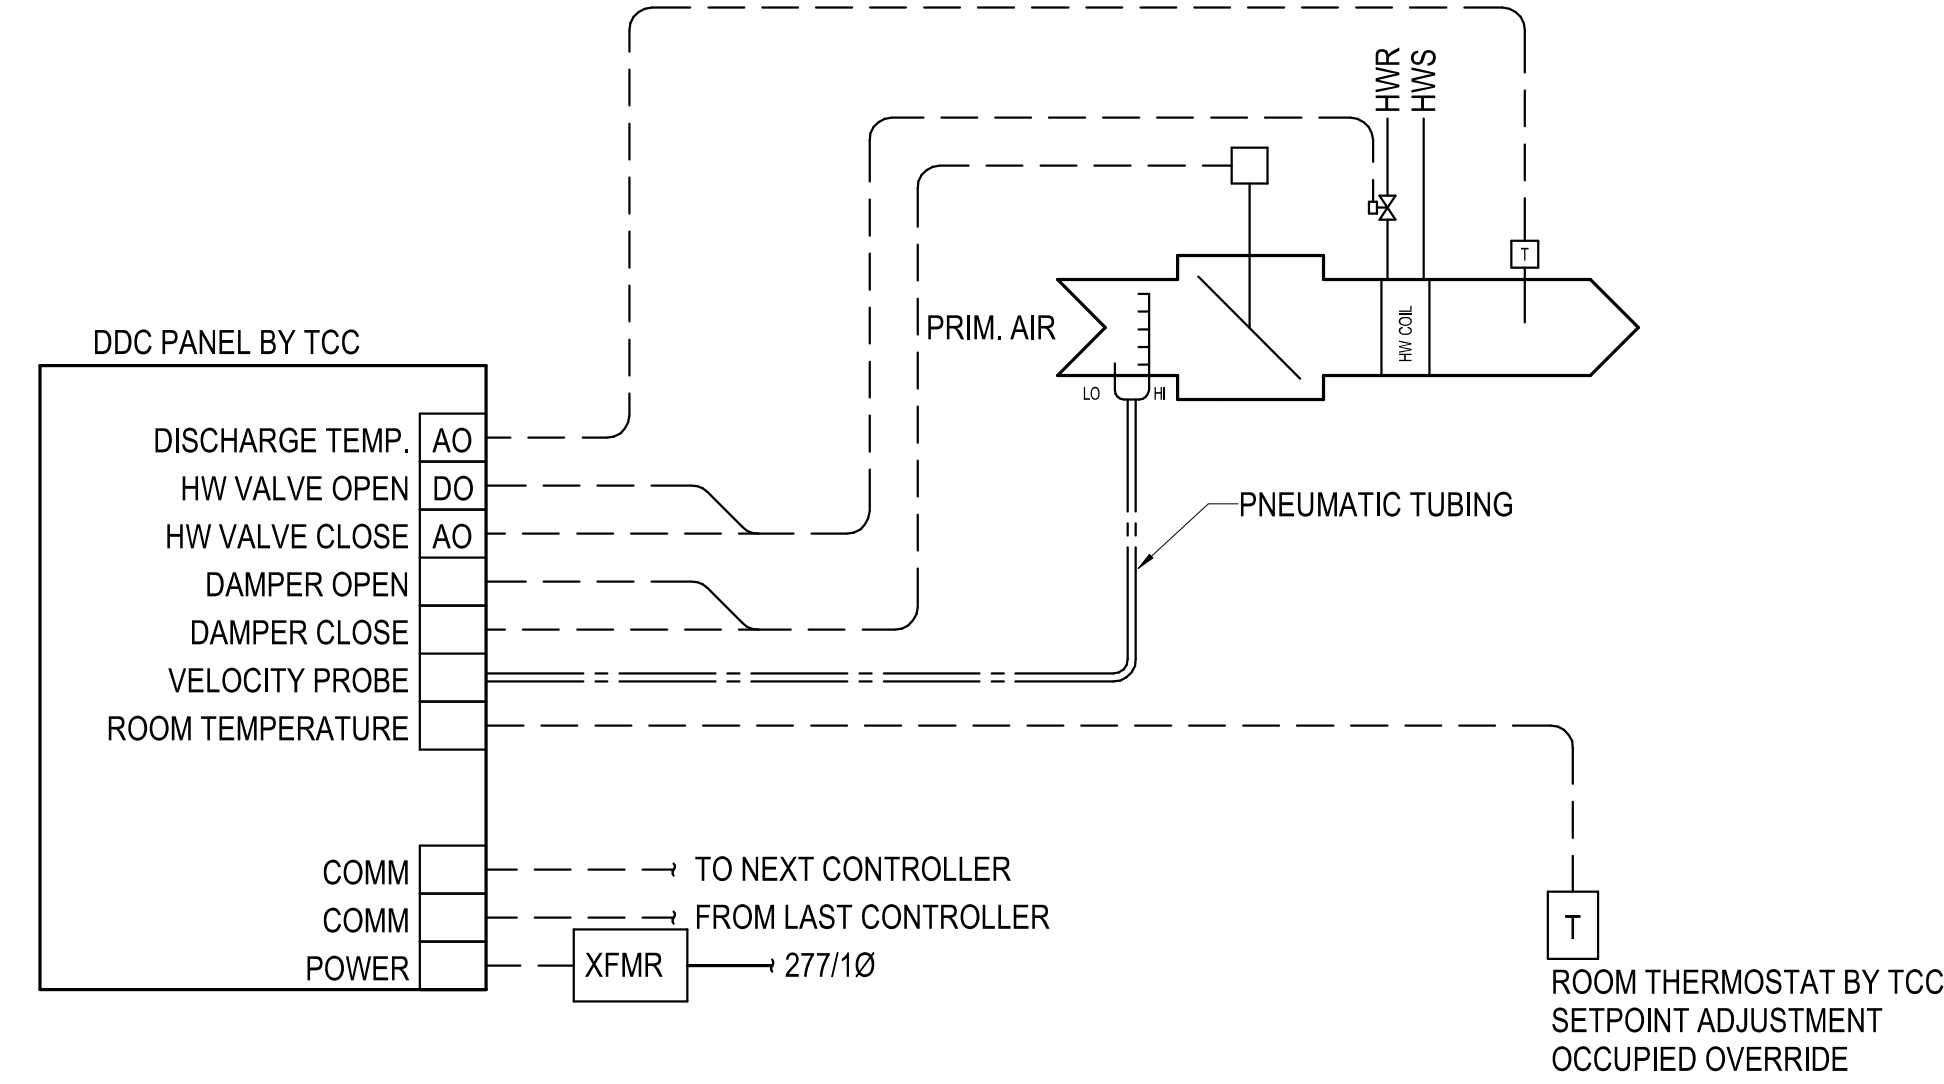 HWR
HWS
T
PRIM. AIR
HW COIL
LO
HI
DDC PANEL BY TCC
DISCHARGE TEMP. AO
HW VALVE OPEN DO
HW VALVE CLOSE AO
DAMPER OPEN
DAMPER CLOSE
VELOCITY PROBE
ROOM TEMPERATURE
PNEUMATIC TUBING
COMM
TO NEXT CONTROLLER
COMM
FROM LAST CONTROLLER
POWER
XFMR
277/1Ø
T
ROOM THERMOSTAT BY TCC
SETPOINT ADJUSTMENT
OCCUPIED OVERRIDE